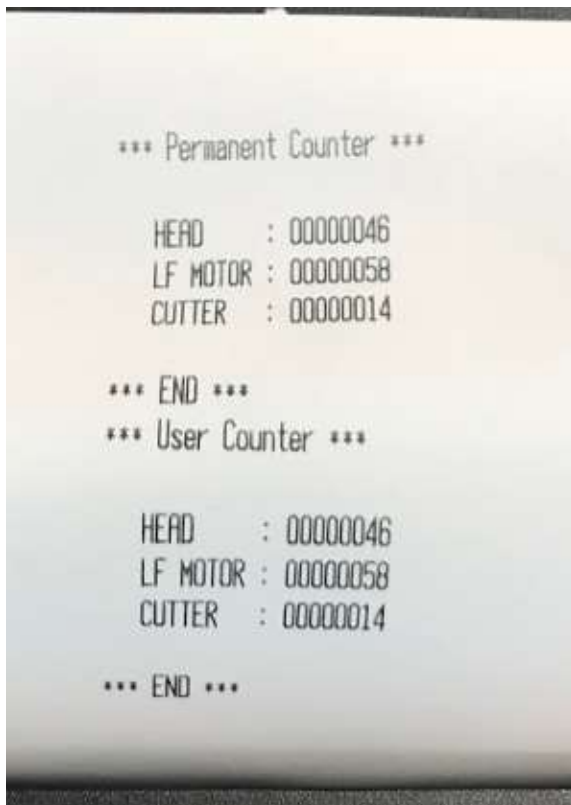 *** Permanent Counter ***
HEAD : 00000046
LF MOTOR : 00000058
CUTTER : 00000014
*** END ***
*** User Counter ***
HEAD : 00000046
LF MOTOR : 00000058
CUTTER : 00000014
*** END ***